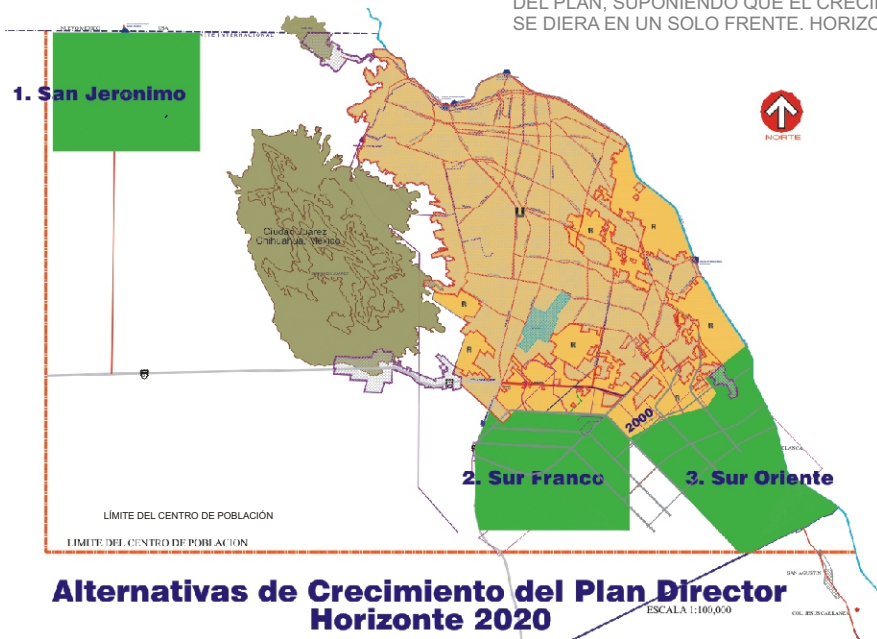 DEL PLAN, SUPONIENDO QUE EL CRECI
SE DIERA EN UN SOLO FRENTE. HORIZO
1. San Jeronimo
NORTE
Ciudad Juárez
Chihuahua, México
U
R
R
R
R
R
R
R
2000
2. Sur Franco
3. Sur Oriente
LÍMITE DEL CENTRO DE POBLACIÓN
LIMITE DEL CENTRO DE POBLACION
SAN AGUSTIN
Alternativas de Crecimiento del Plan Director
Horizonte 2020
ESCALA 1:100,000